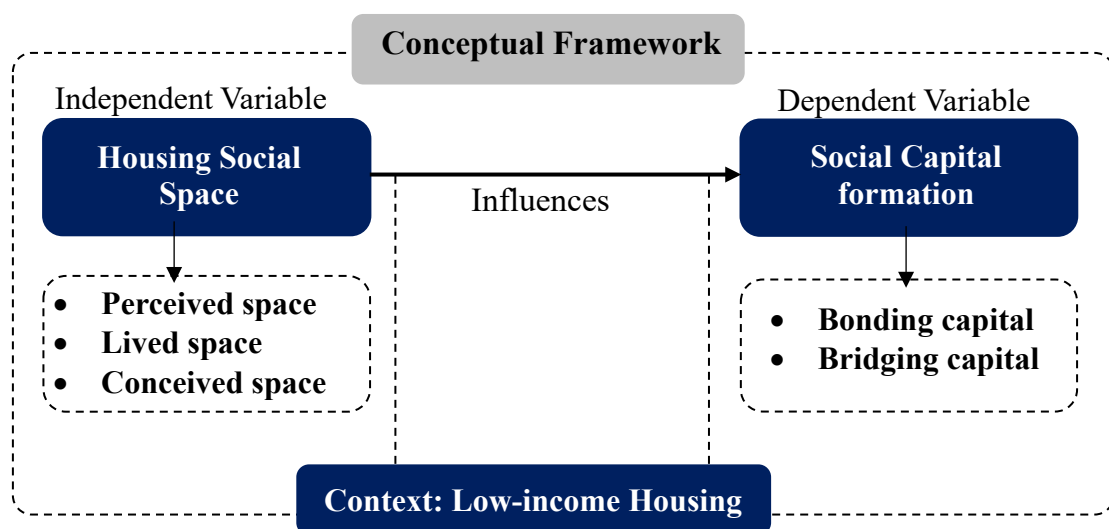 Conceptual Framework
Independent Variable
Housing Social
Space
• Perceived space
• Lived space
• Conceived space
Influences
Dependent Variable
Social Capital
formation
• Bonding capital
• Bridging capital
Context: Low-income Housing